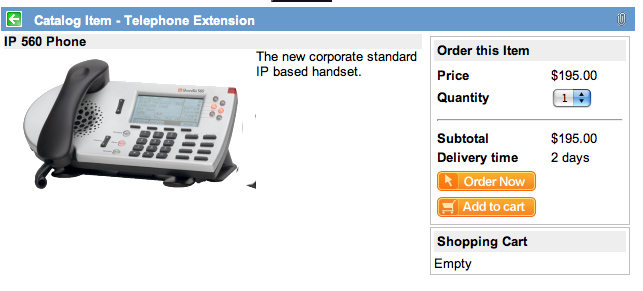 Catalog Item - Telephone Extension
IP 560 Phone
The new corporate standard
IP based handset.
Order this Item
Price $195.00
Quantity 1
Subtotal $195.00
Delivery time 2 days
Order Now
Add to cart
Shopping Cart
Empty